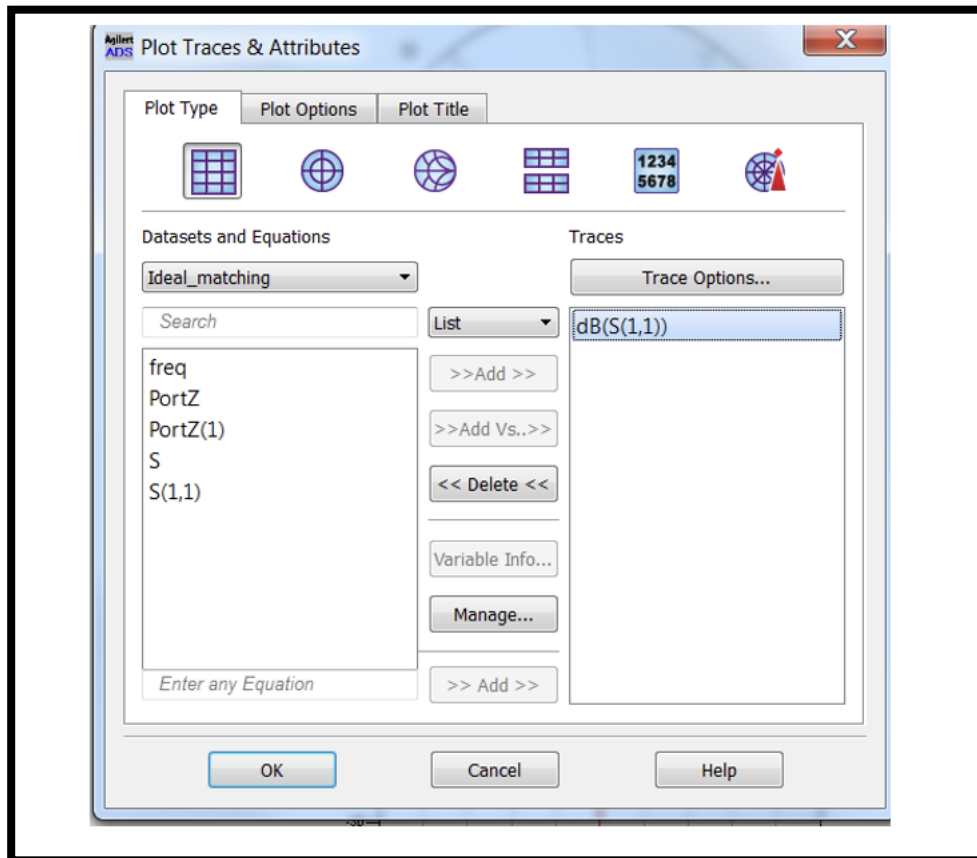 Agilent
ADS Plot Traces & Attributes
Plot Type Plot Options Plot Title
1234
5678
Datasets and Equations Traces
Ideal_matching Trace Options...
Search List dB(S(1,1))
freq >>Add >>
PortZ
PortZ(1) >>Add Vs..>>
S
S(1,1) << Delete <<
Variable Info...
Manage...
Enter any Equation >> Add >>
OK Cancel Help
-30